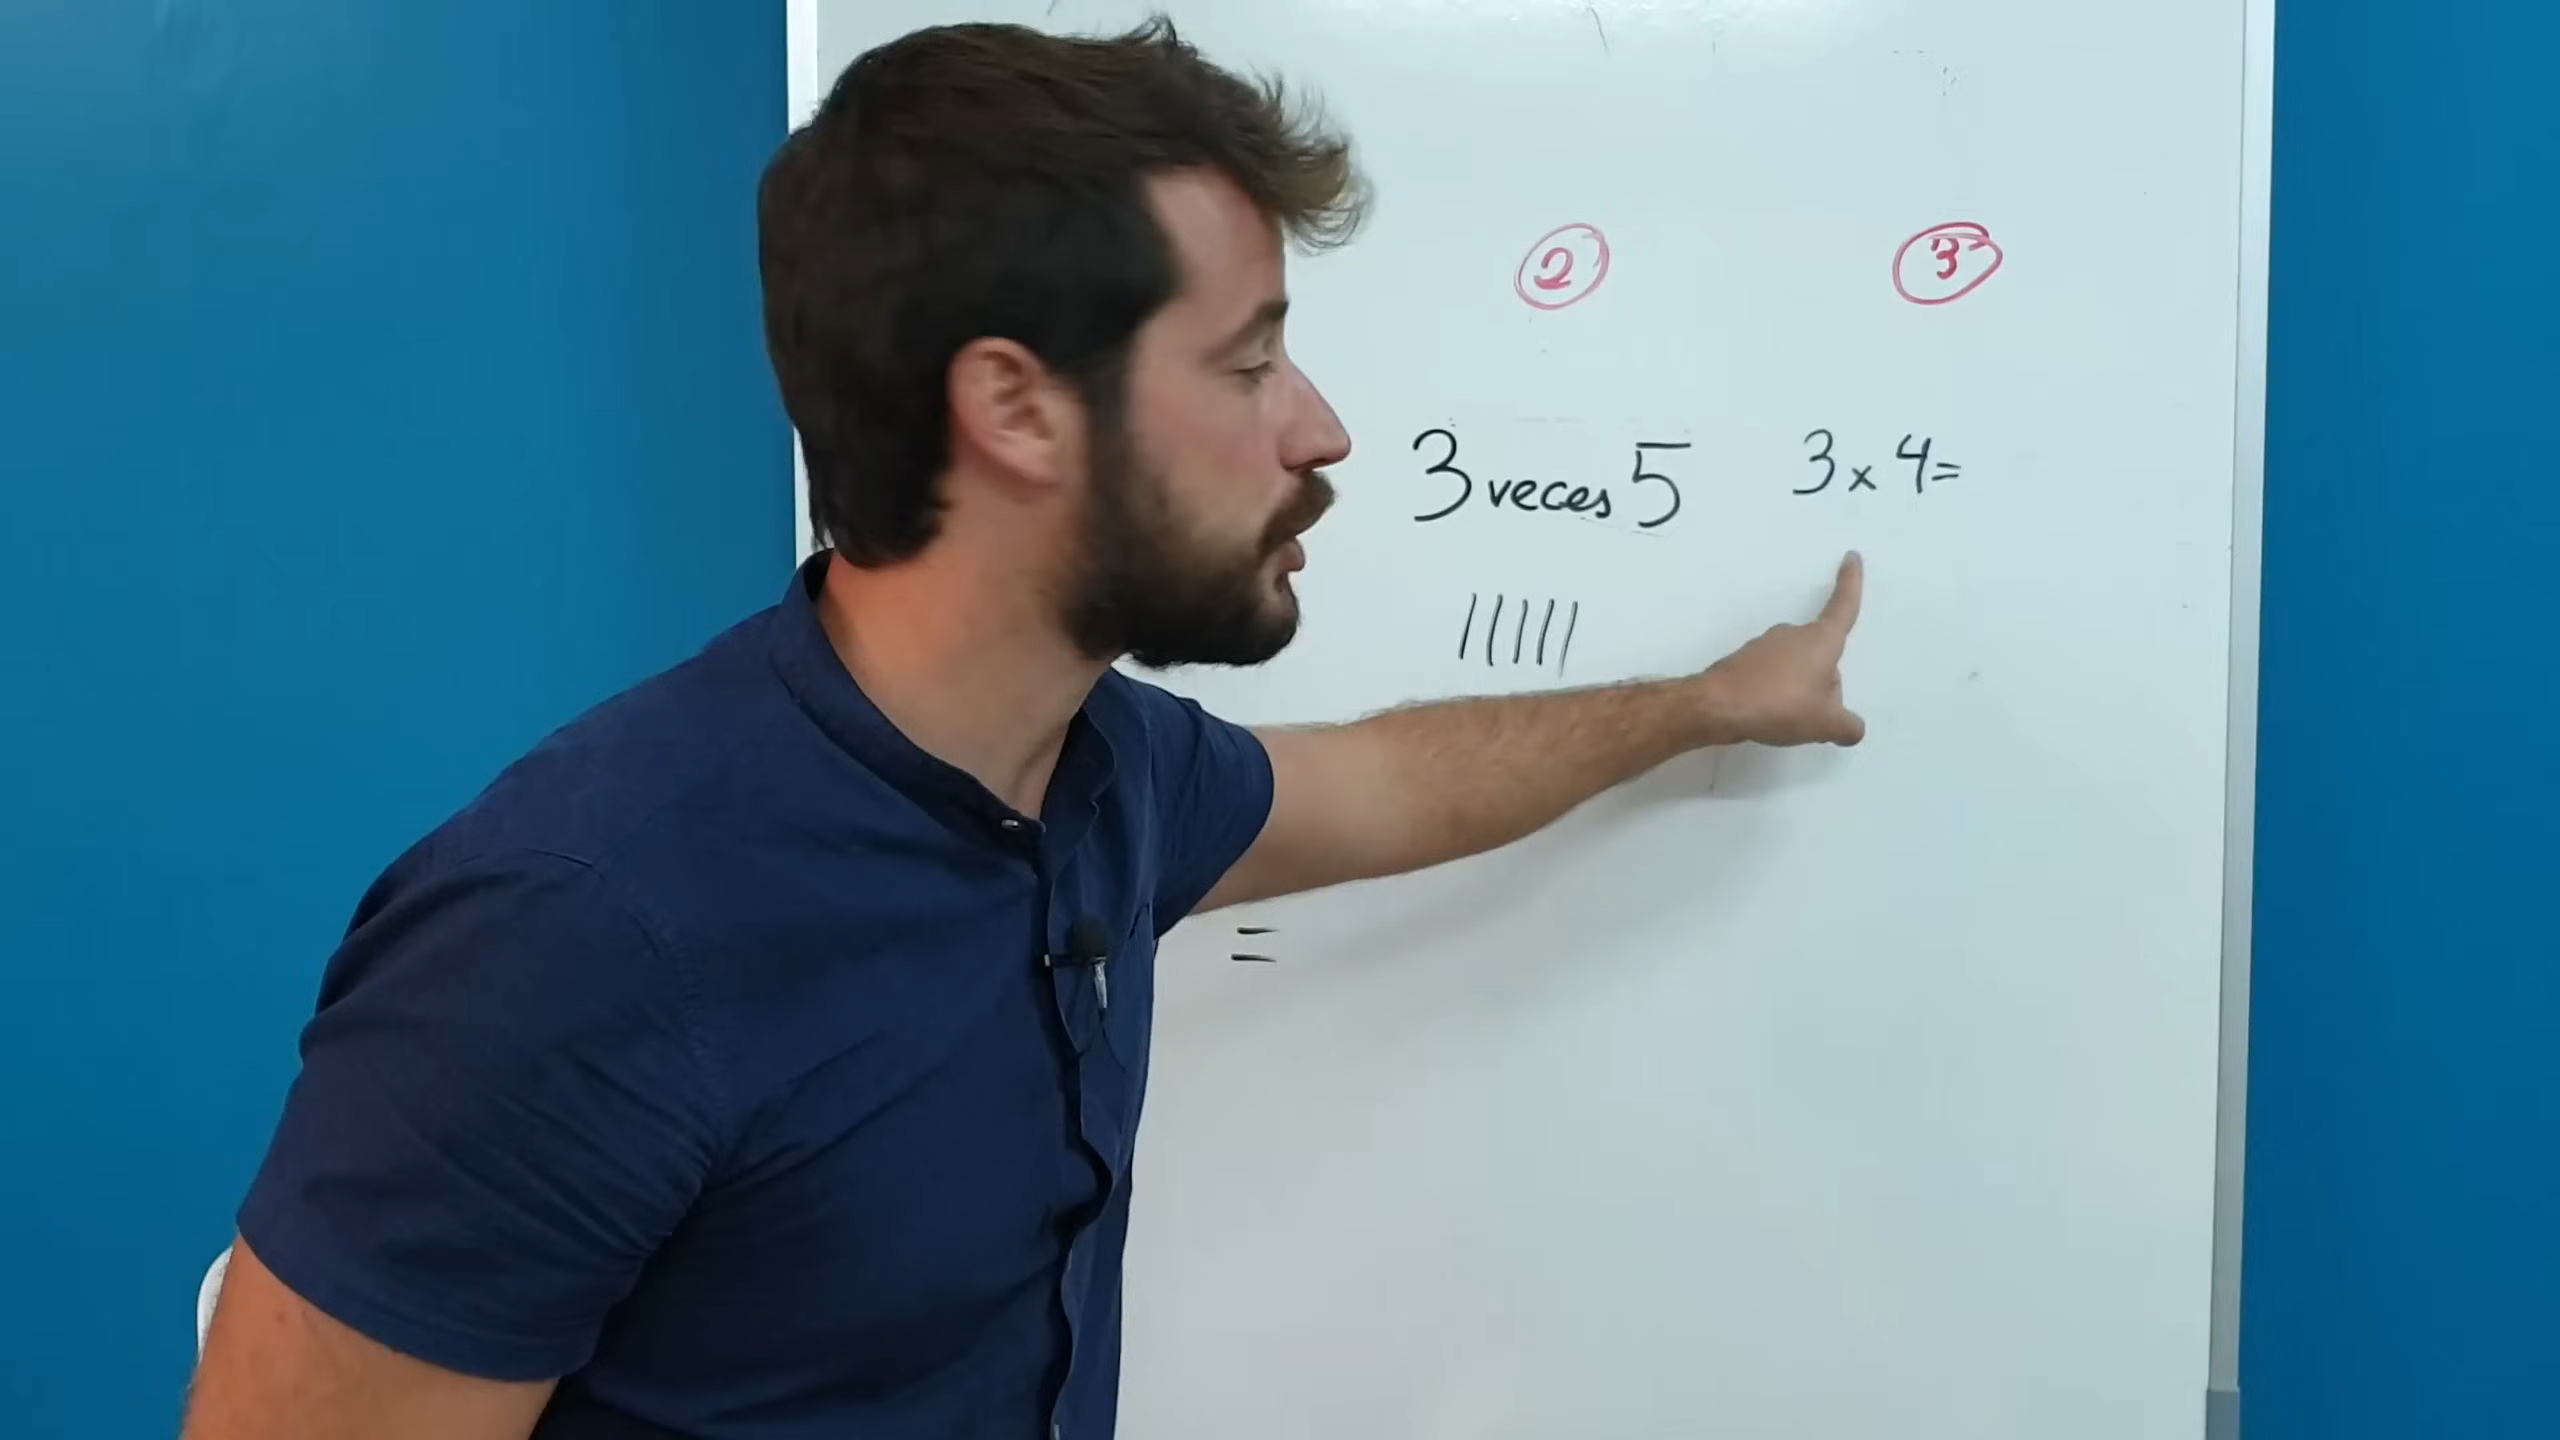 2
3
3 veces 5
3 x 4 =
|||||
=